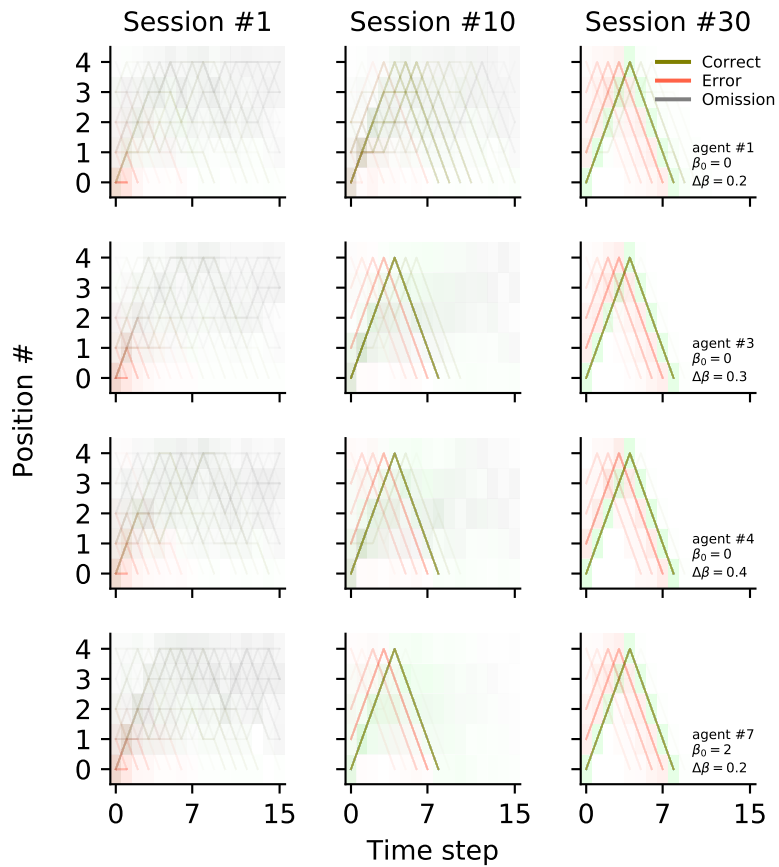 Session #1
Session #10
Session #30
4
3
2
1
0
Correct
Error
Omission
agent #1
β₀ = 0
Δβ = 0.2
4
3
2
1
0
agent #3
β₀ = 0
Δβ = 0.3
Position #
4
3
2
1
0
agent #4
β₀ = 0
Δβ = 0.4
4
3
2
1
0
agent #7
β₀ = 2
Δβ = 0.2
0 7 15
0 7 15
0 7 15
Time step